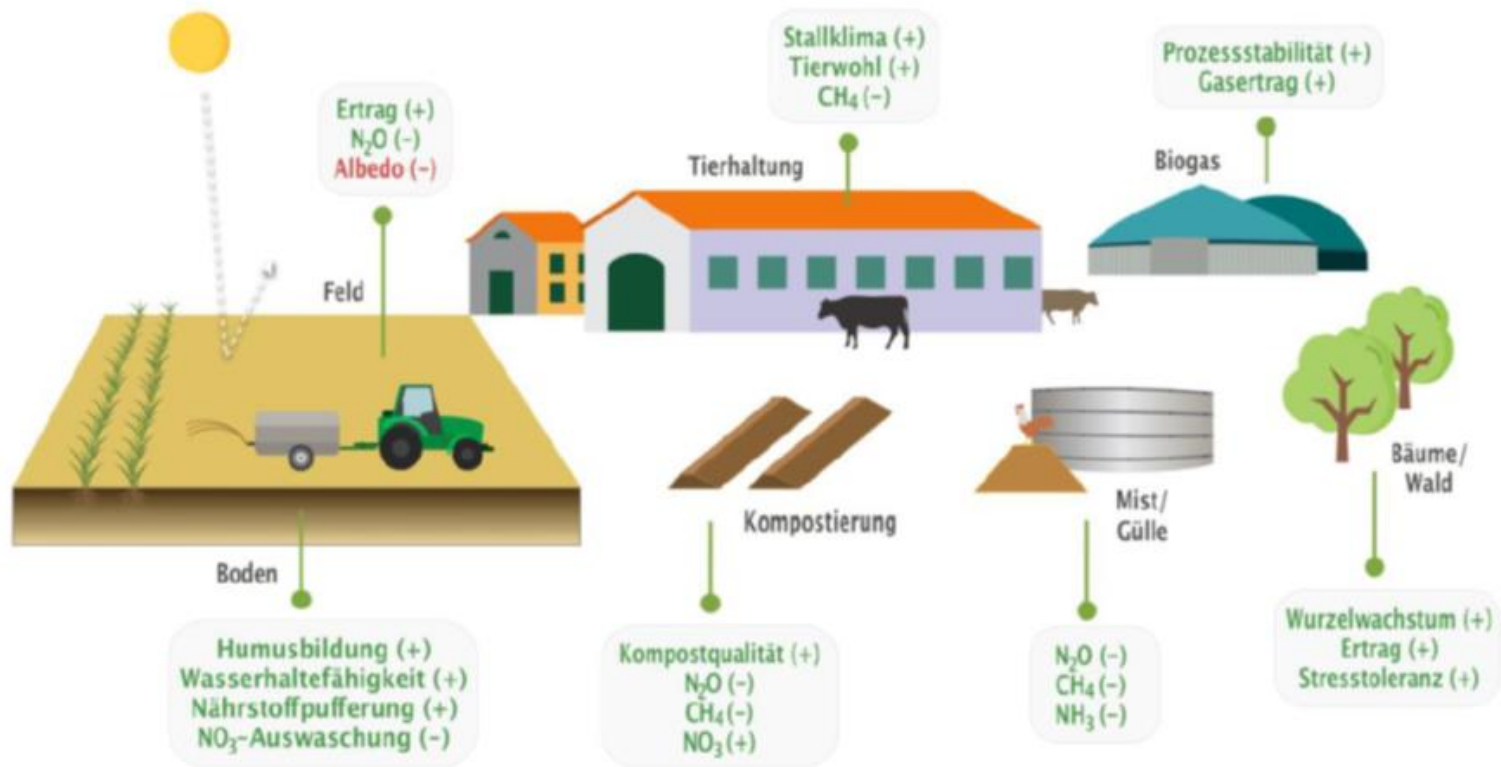 Ertrag (+)
N₂O (–)
Albedo (–)
Feld
Stallklima (+)
Tierwohl (+)
CH₄ (–)
Tierhaltung
Prozessstabilität (+)
Gasertrag (+)
Biogas
Boden
Humusbildung (+)
Wasserhaltefähigkeit (+)
Nährstoffpufferung (+)
NO₃-Auswaschung (–)
Kompostierung
Kompostqualität (+)
N₂O (–)
CH₄ (–)
NO₃ (+)
Mist/
Gülle
N₂O (–)
CH₄ (–)
NH₃ (–)
Bäume/
Wald
Wurzelwachstum (+)
Ertrag (+)
Stresstoleranz (+)